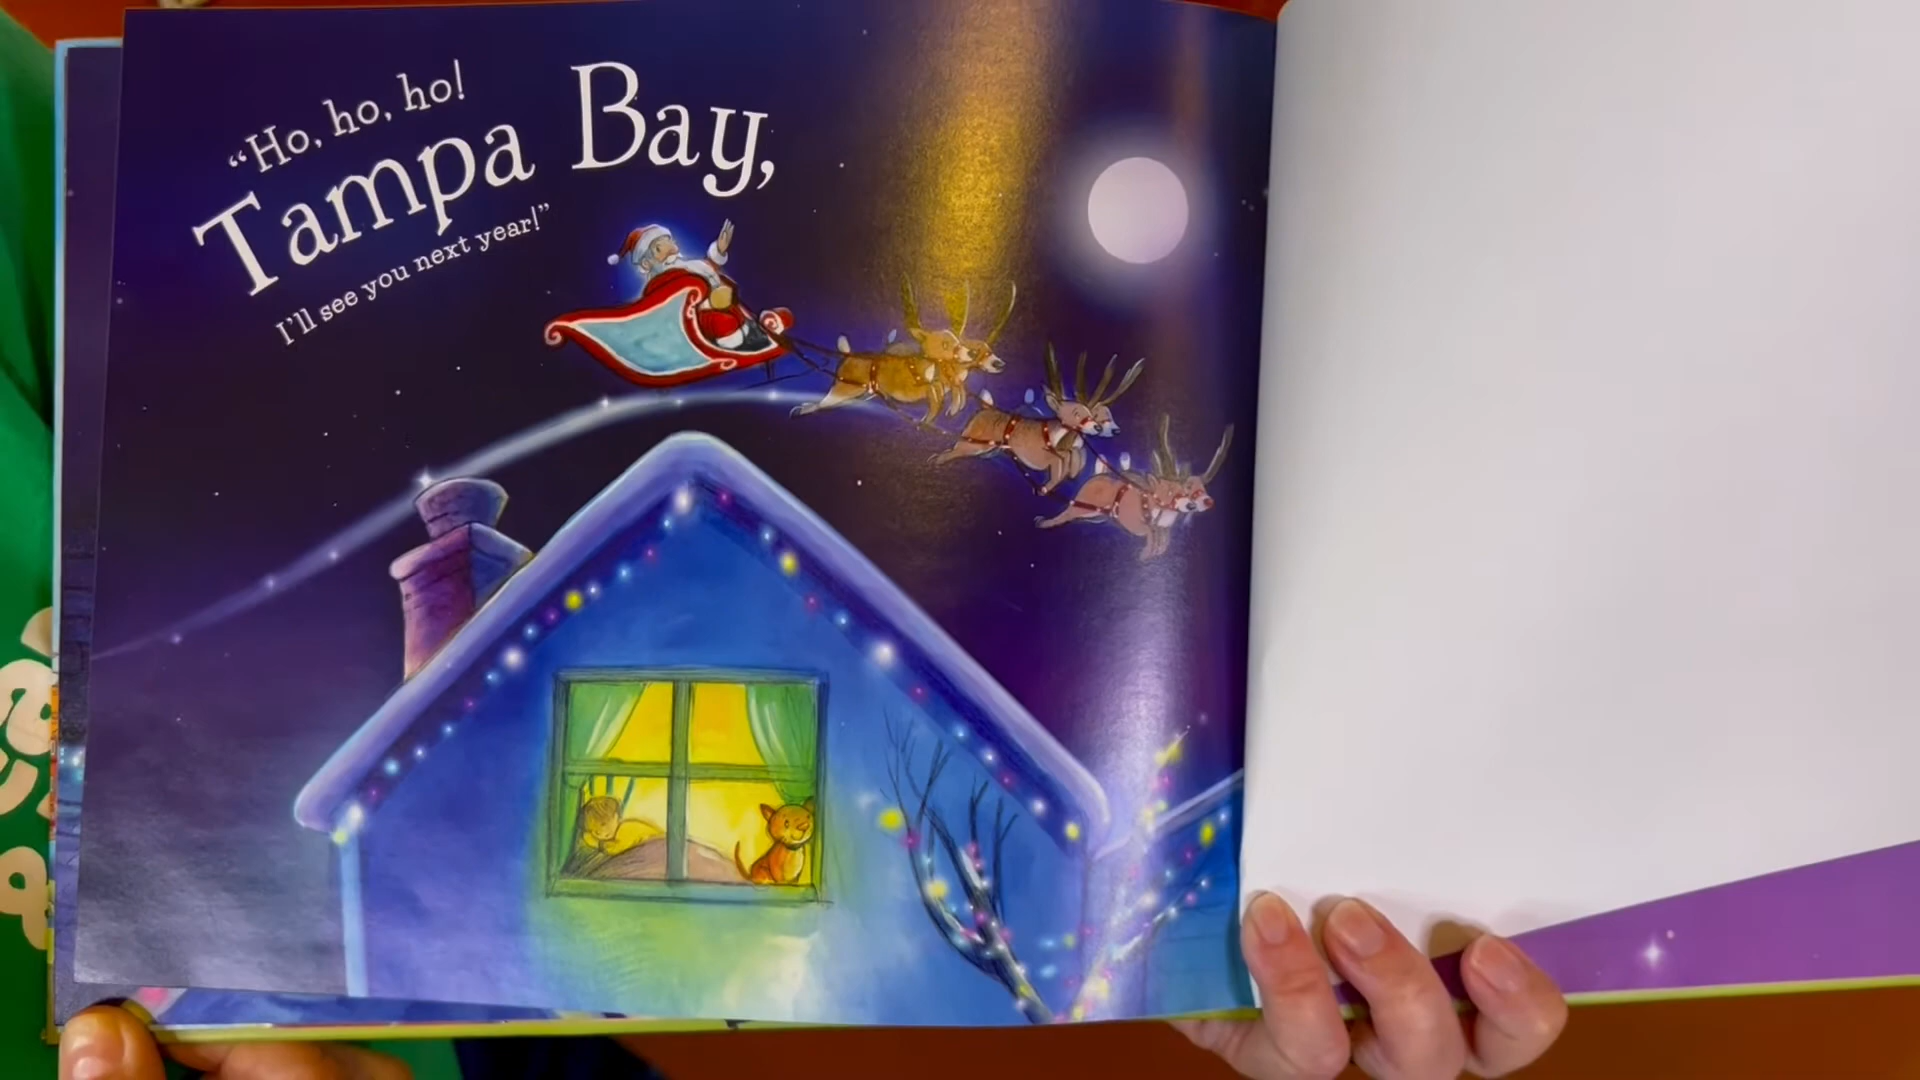 “Ho, ho, ho!
Tampa Bay,
I’ll see you next year!”